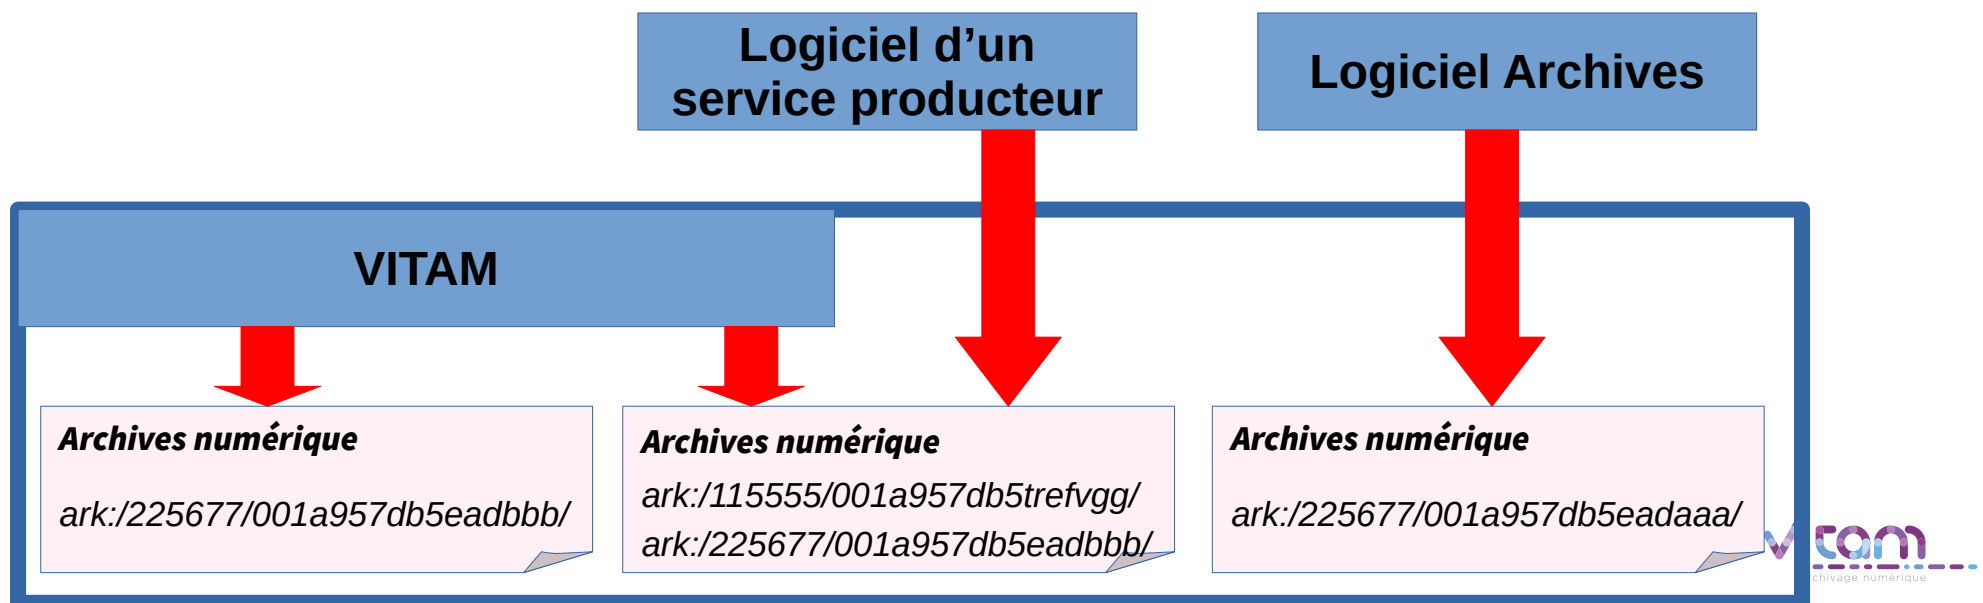 Logiciel d’un
service producteur
Logiciel Archives
VITAM
Archives numérique
ark:/225677/001a957db5eadbbb/
Archives numérique
ark:/115555/001a957db5trefvgg/
ark:/225677/001a957db5eadbbb/
Archives numérique
ark:/225677/001a957db5eadaaa/
vitam
chivage numérique